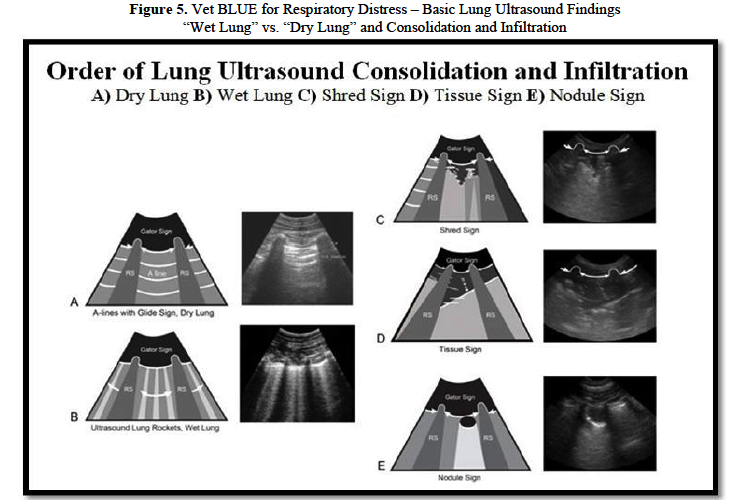 Figure 5. Vet BLUE for Respiratory Distress – Basic Lung Ultrasound Findings
“Wet Lung” vs. “Dry Lung” and Consolidation and Infiltration
Order of Lung Ultrasound Consolidation and Infiltration
A) Dry Lung B) Wet Lung C) Shred Sign D) Tissue Sign E) Nodule Sign
Gator Sign
RS
A line
RS
A
A-lines with Glide Sign, Dry Lung
Gator Sign
RS
RS
B
Ultrasound Lung Rockets, Wet Lung
Gator Sign
RS
RS
C
Shred Sign
Gator Sign
RS
RS
D
Tissue Sign
Gator Sign
RS
RS
E
Nodule Sign